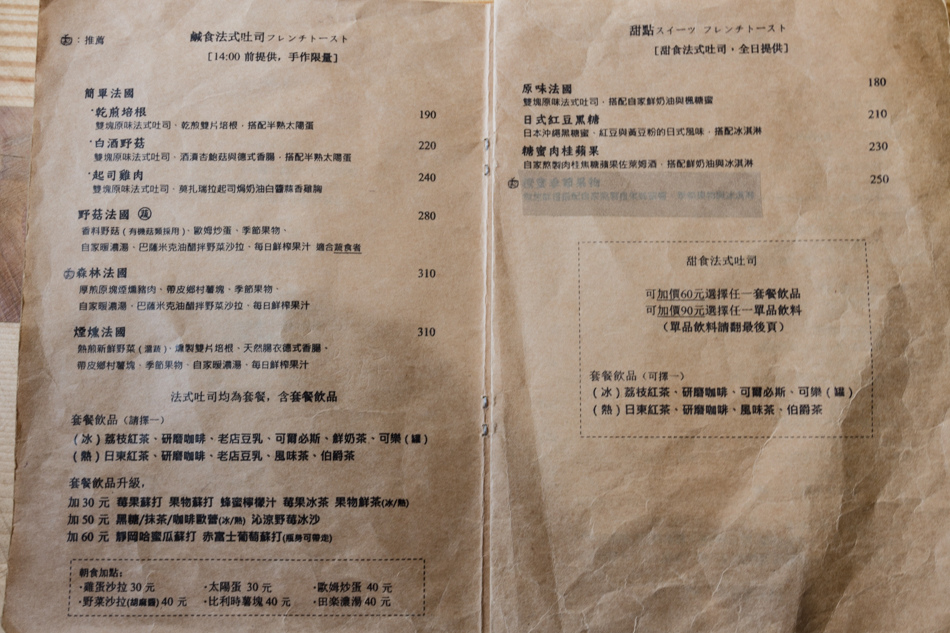 ：推薦
鹹食法式吐司フレンチトースト
[14:00 前提供，手作限量]
簡單法國
・乾煎培根 190
雙塊原味法式吐司．乾煎雙片培根．搭配半熟太陽蛋
・白酒野菇 220
雙塊原味法式吐司．酒漬杏鮑菇與德式香腸．搭配半熟太陽蛋
・起司雞肉 240
雙塊原味法式吐司．莫扎瑞拉起司焗奶油白醬蒜香雞胸
野菇法國 蔬 280
香料野菇(有機菇類採用)．歐姆炒蛋．季節果物．
自家暖濃湯．巴薩米克油醋拌野菜沙拉．每日鮮榨果汁 適合蔬食者
森林法國 310
厚煎原塊煙燻豬肉．帶皮鄉村薯塊．季節果物．
自家暖濃湯．巴薩米克油醋拌野菜沙拉．每日鮮榨果汁
煙燻法國 310
熱煎新鮮野菜(溫蔬)．燻製雙片培根．天然腸衣德式香腸．
帶皮鄉村薯塊．季節果物．自家暖濃湯．每日鮮榨果汁
法式吐司均為套餐，含套餐飲品
套餐飲品(請擇一)
(冰) 荔枝紅茶、研磨咖啡、老店豆乳、可爾必斯、鮮奶茶、可樂(罐)
(熱) 日東紅茶、研磨咖啡、老店豆乳、風味茶、伯爵茶
套餐飲品升級，
加 30 元 莓果蘇打 果物蘇打 蜂蜜檸檬汁 莓果冰茶 果物鮮茶(冰/熱)
加 50 元 黑糖/抹茶/咖啡歐蕾(冰/熱) 沁涼野莓冰沙
加 60 元 靜岡哈蜜瓜蘇打 赤富士葡萄蘇打(瓶身可帶走)
朝食加點：
・雞蛋沙拉 30 元 ・太陽蛋 30 元 ・歐姆炒蛋 40 元
・野菜沙拉(胡麻醬) 40 元 ・比利時薯塊 40 元 ・田楽濃湯 40 元
甜點スイーツ フレンチトースト
[甜食法式吐司・全日提供]
原味法國 180
雙塊原味法式吐司．搭配自家鮮奶油與楓糖蜜
日式紅豆黑糖 210
日本沖繩黑糖蜜．紅豆與黃豆粉的日式風味．搭配冰淇淋
糖蜜肉桂蘋果 230
自家熬製肉桂焦糖蘋果佐萊姆酒．搭配鮮奶油與冰淇淋
250
甜食法式吐司
可加價60元選擇任一套餐飲品
可加價90元選擇任一單品飲料
(單品飲料請翻最後頁)
套餐飲品(可擇一)
(冰) 荔枝紅茶、研磨咖啡、可爾必斯、可樂(罐)
(熱) 日東紅茶、研磨咖啡、風味茶、伯爵茶